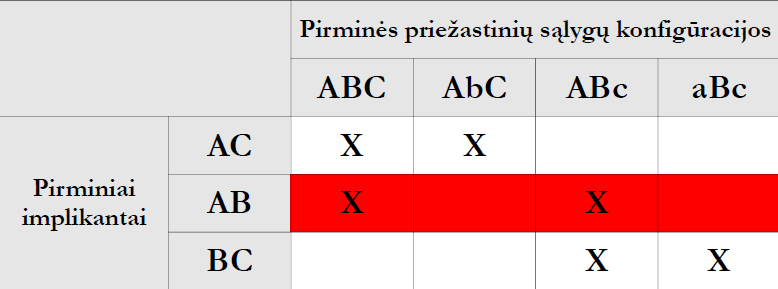 Pirminės priežastinių sąlygų konfigūracijos
ABC AbC ABc aBc
Pirminiai
implikantai
AC X X
AB X X
BC X X